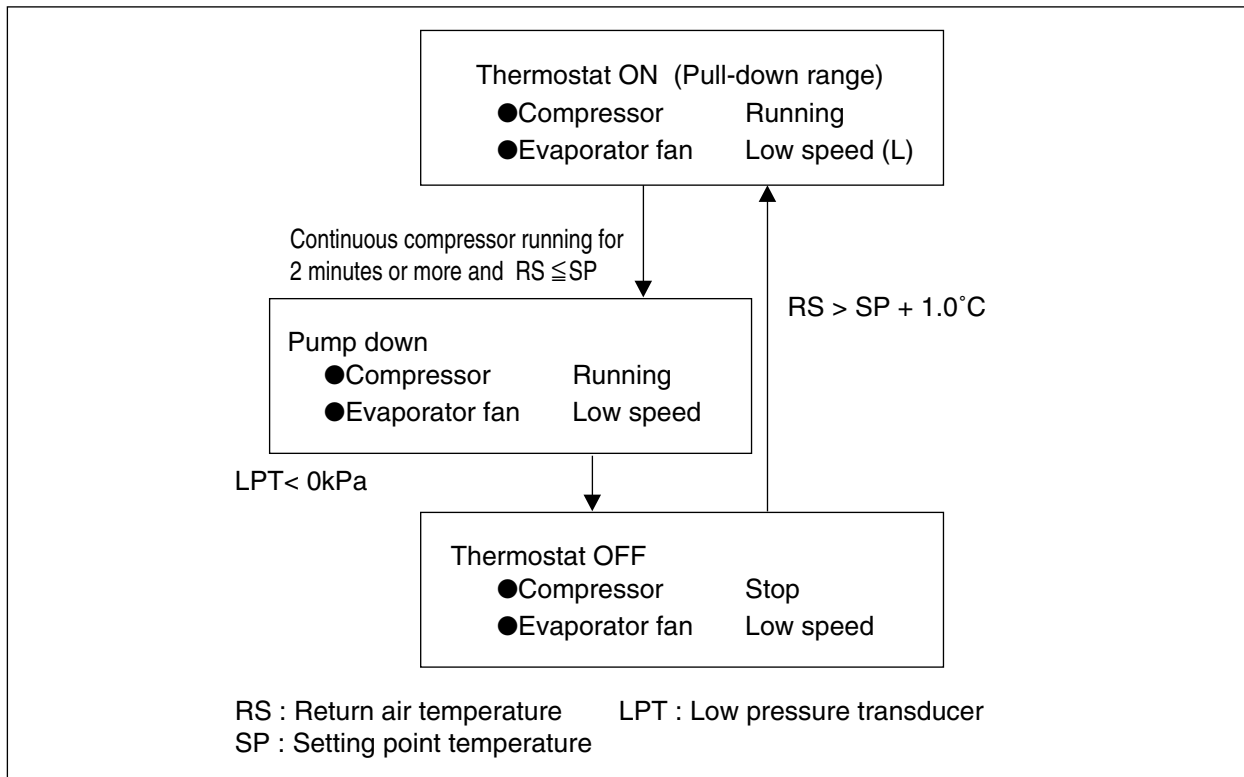 Thermostat ON (Pull-down range)
●Compressor Running
●Evaporator fan Low speed (L)
Continuous compressor running for
2 minutes or more and RS ≦SP
RS > SP + 1.0˚C
Pump down
●Compressor Running
●Evaporator fan Low speed
LPT< 0kPa
Thermostat OFF
●Compressor Stop
●Evaporator fan Low speed
RS : Return air temperature LPT : Low pressure transducer
SP : Setting point temperature